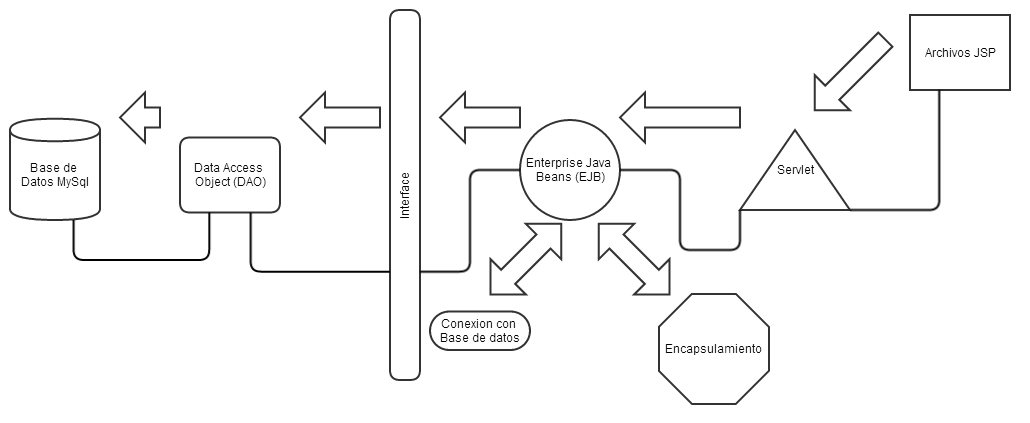 Archivos JSP
Base de
Datos MySql
Data Access
Object (DAO)
Interface
Enterprise Java
Beans (EJB)
Servlet
Conexion con
Base de datos
Encapsulamiento